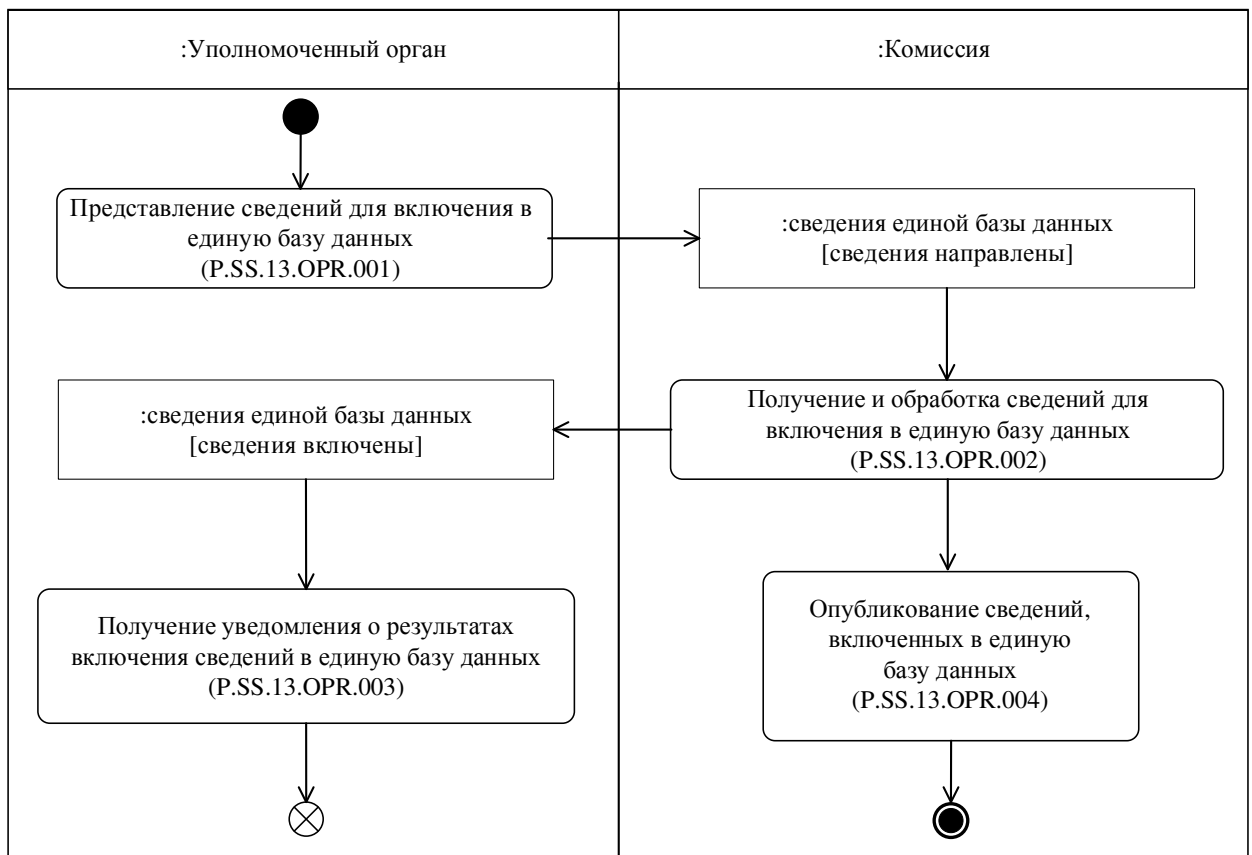 :Уполномоченный орган
:Комиссия
Представление сведений для включения в
единую базу данных
(P.SS.13.OPR.001)
:сведения единой базы данных
[сведения направлены]
:сведения единой базы данных
[сведения включены]
Получение и обработка сведений для
включения в единую базу данных
(P.SS.13.OPR.002)
Получение уведомления о результатах
включения сведений в единую базу данных
(P.SS.13.OPR.003)
Опубликование сведений,
включенных в единую
базу данных
(P.SS.13.OPR.004)